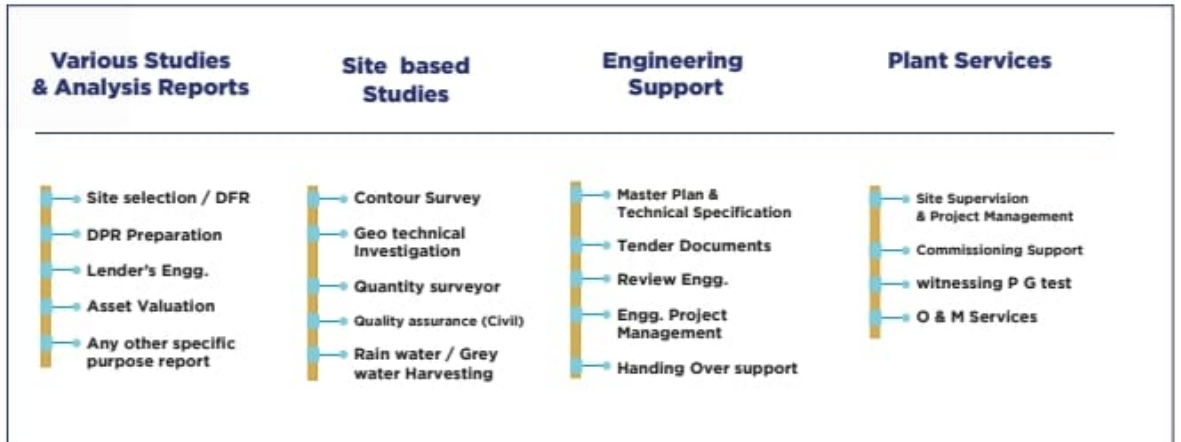 Various Studies
& Analysis Reports
Site based
Studies
Engineering
Support
Plant Services
Site selection / DFR
DPR Preparation
Lender's Engg.
Asset Valuation
Any other specific
purpose report
Contour Survey
Geo technical
Investigation
Quantity surveyor
Quality assurance (Civil)
Rain water / Grey
water Harvesting
Master Plan &
Technical Specification
Tender Documents
Review Engg.
Engg. Project
Management
Handing Over support
Site Supervision
& Project Management
Commissioning Support
witnessing P G test
O & M Services